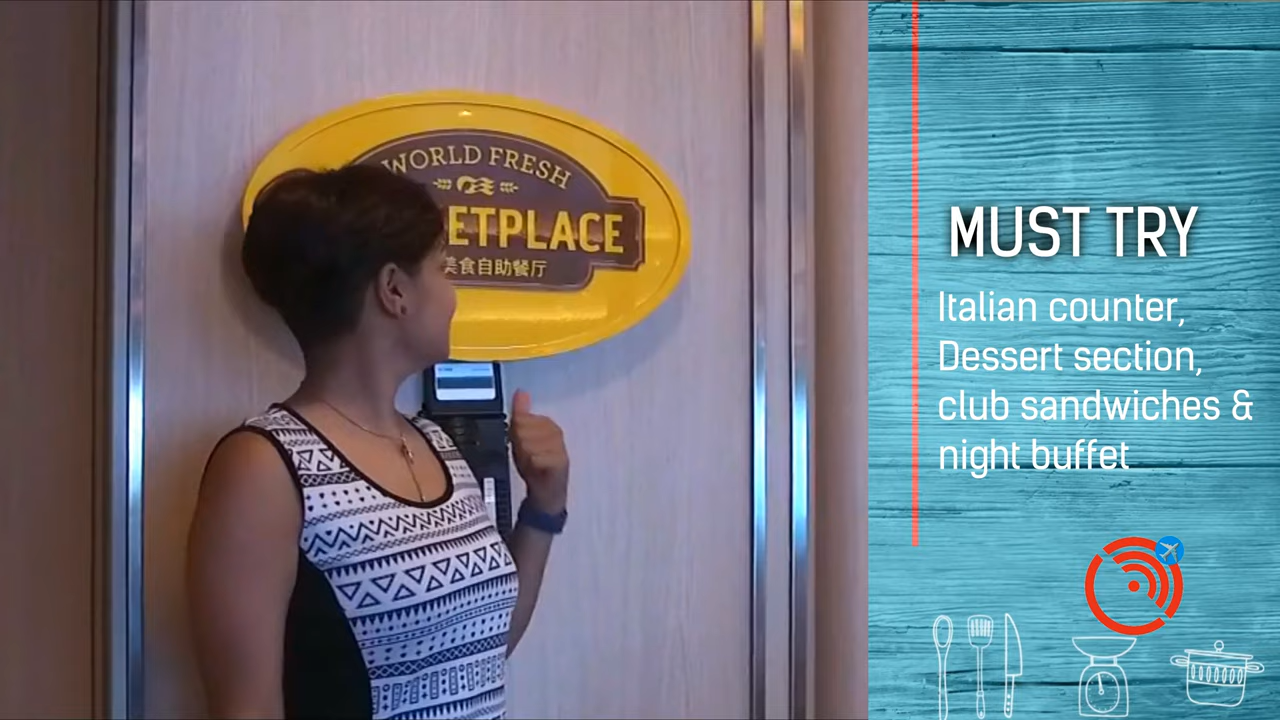 WORLD FRESH
ETPLACE
美食自助餐厅
MUST TRY
Italian counter,
Dessert section,
club sandwiches &
night buffet